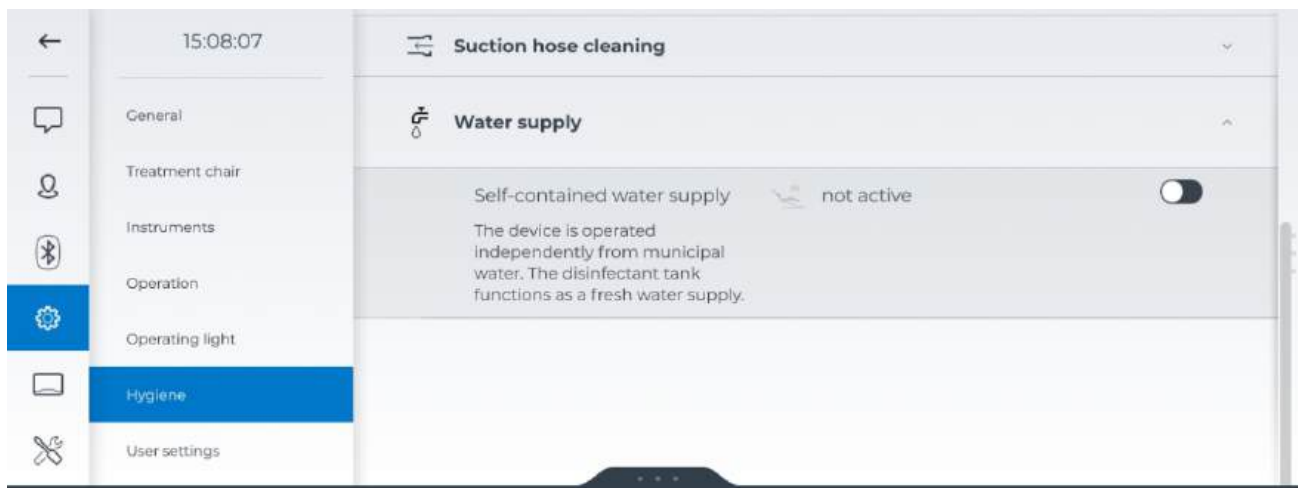 15:08:07
General
Treatment chair
Instruments
Operation
Operating light
Hygiene
User settings
Suction hose cleaning
Water supply
Self-contained water supply not active
The device is operated
independently from municipal
water. The disinfectant tank
functions as a fresh water supply.